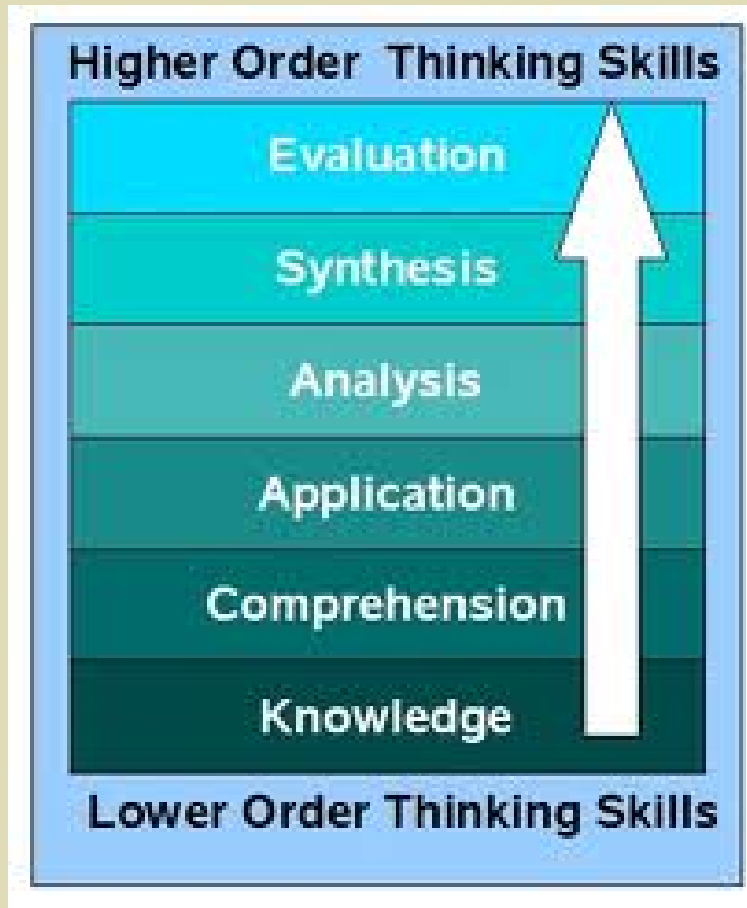 Higher Order Thinking Skills
Evaluation
Synthesis
Analysis
Application
Comprehension
Knowledge
Lower Order Thinking Skills